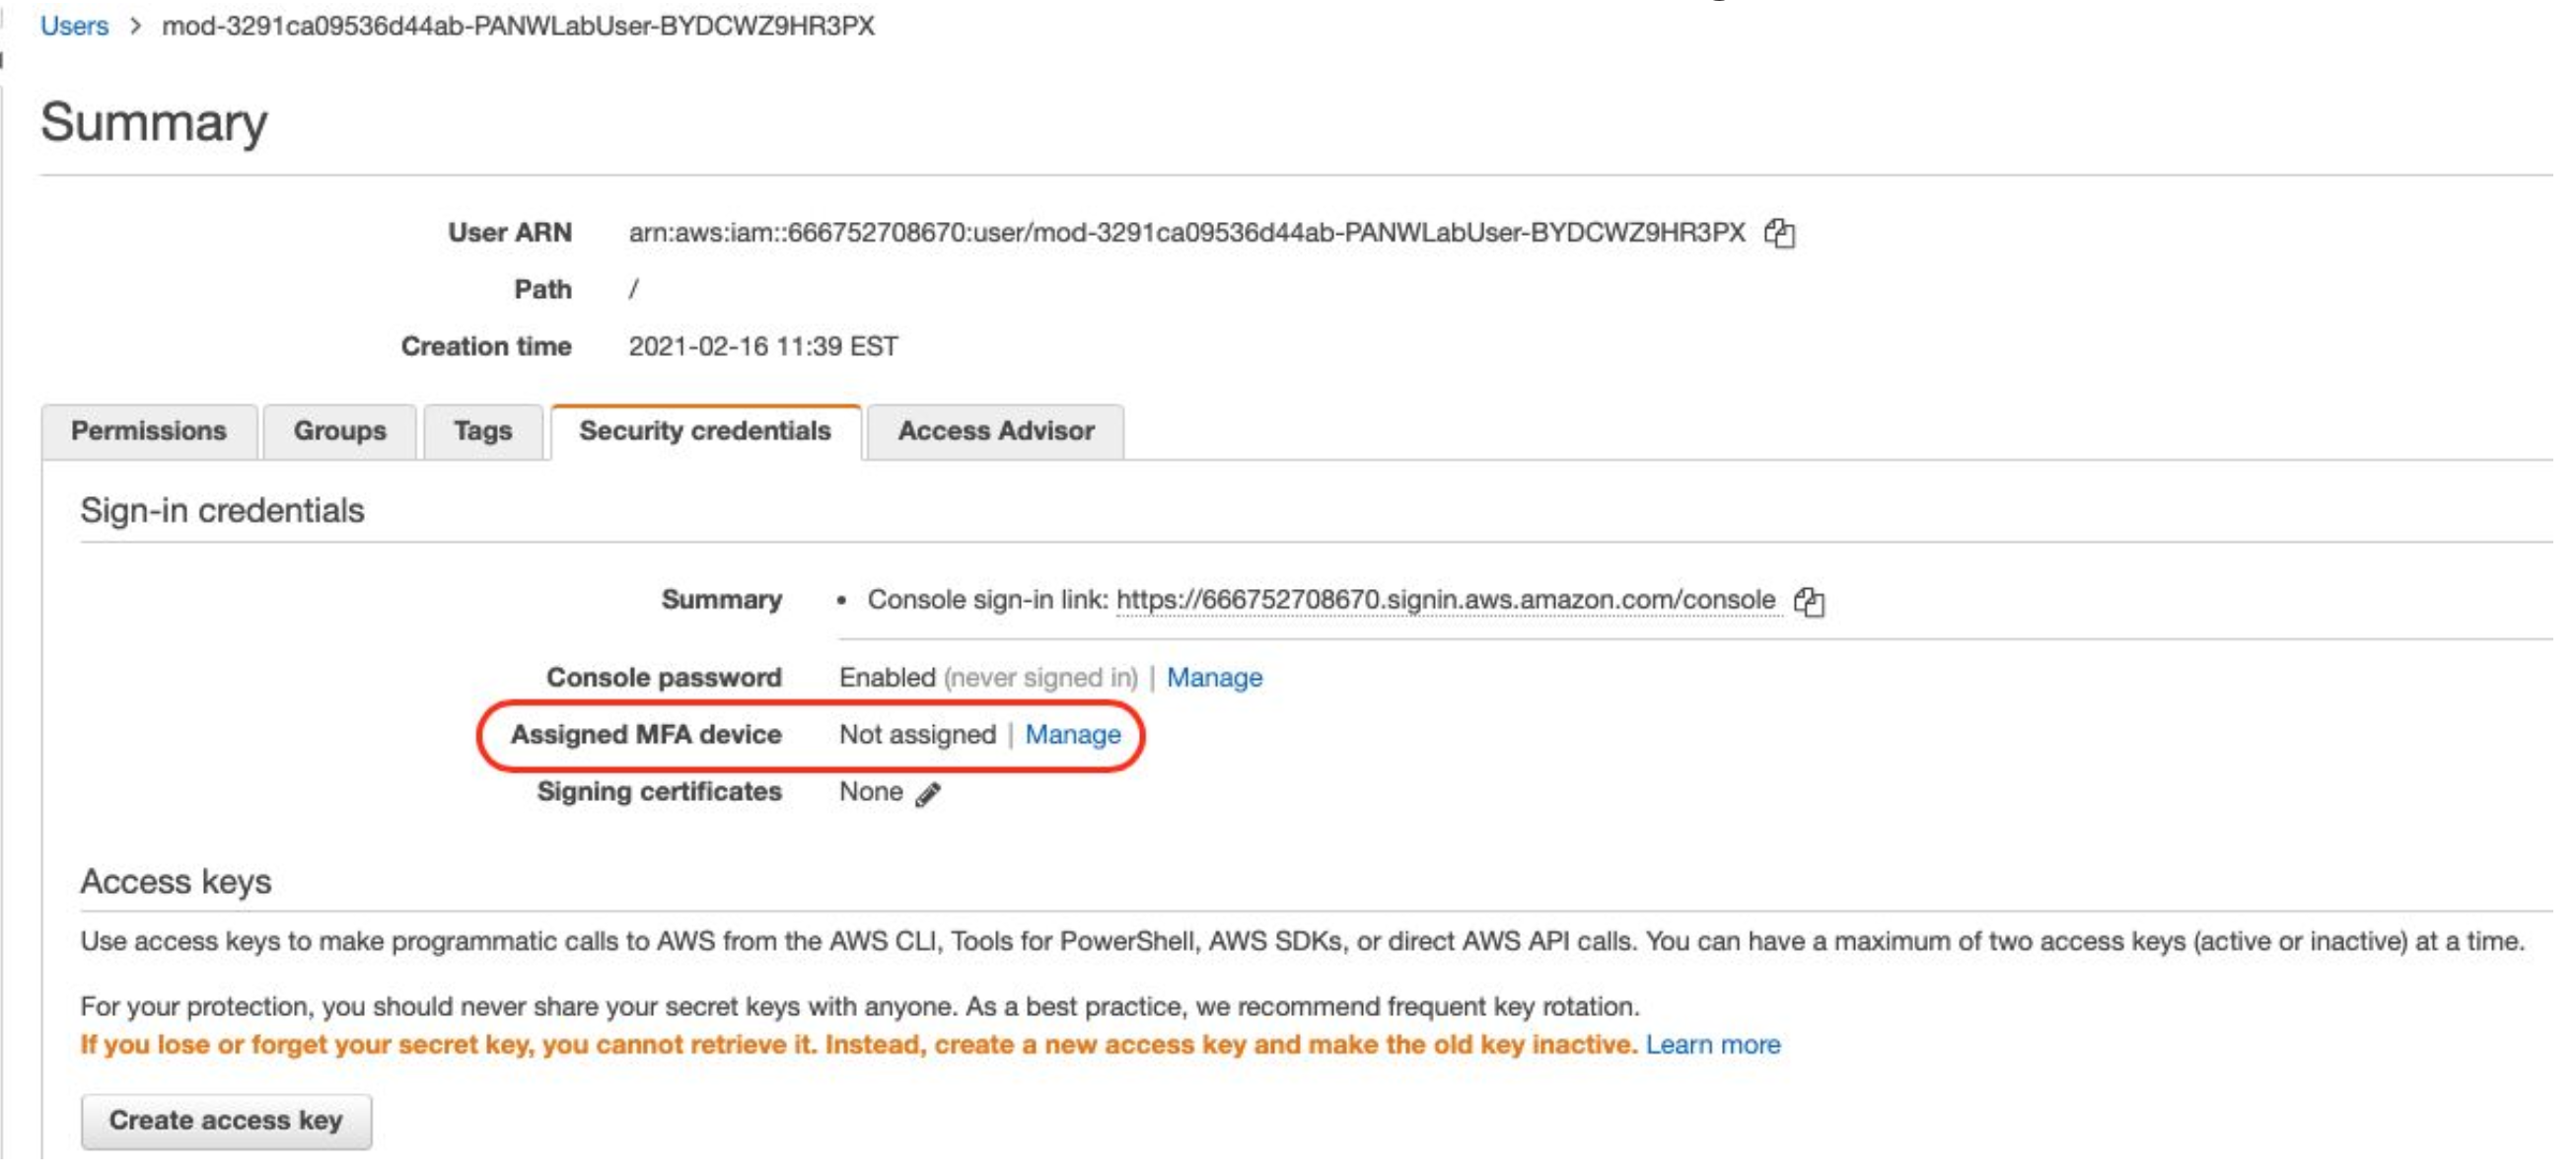 Users > mod-3291ca09536d44ab-PANWLabUser-BYDCWZ9HR3PX
Summary
User ARN arn:aws:iam::666752708670:user/mod-3291ca09536d44ab-PANWLabUser-BYDCWZ9HR3PX
Path /
Creation time 2021-02-16 11:39 EST
Permissions Groups Tags Security credentials Access Advisor
Sign-in credentials
Summary • Console sign-in link: https://666752708670.signin.aws.amazon.com/console
Console password Enabled (never signed in) | Manage
Assigned MFA device Not assigned | Manage
Signing certificates None
Access keys
Use access keys to make programmatic calls to AWS from the AWS CLI, Tools for PowerShell, AWS SDKs, or direct AWS API calls. You can have a maximum of two access keys (active or inactive) at a time.
For your protection, you should never share your secret keys with anyone. As a best practice, we recommend frequent key rotation.
If you lose or forget your secret key, you cannot retrieve it. Instead, create a new access key and make the old key inactive. Learn more
Create access key